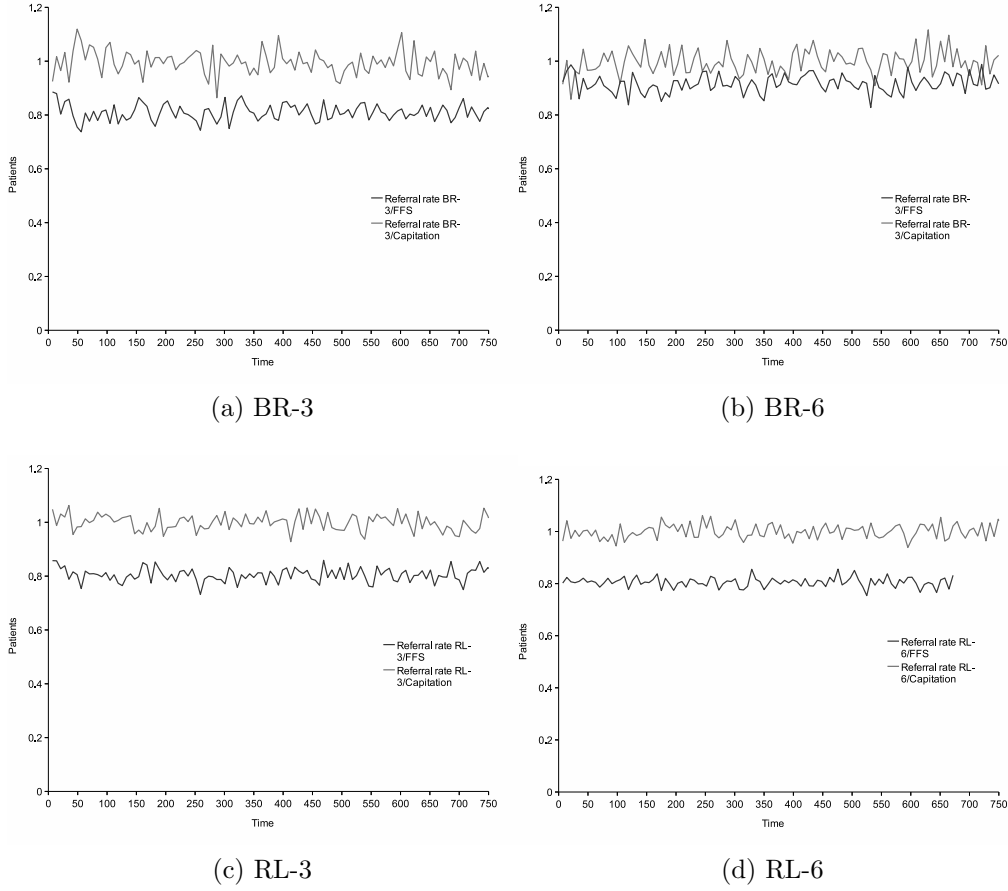 1.2
1
0.8
0.6
0.4
0.2
0
Patients
0 50 100 150 200 250 300 350 400 450 500 550 600 650 700 750
Time
Referral rate BR-
3/FFS
Referral rate BR-
3/Capitation
(a) BR-3
1.2
1
0.8
0.6
0.4
0.2
0
Patients
0 50 100 150 200 250 300 350 400 450 500 550 600 650 700 750
Time
Referral rate BR-
3/FFS
Referral rate BR-
3/Capitation
(b) BR-6
1.2
1
0.8
0.6
0.4
0.2
0
Patients
0 50 100 150 200 250 300 350 400 450 500 550 600 650 700 750
Time
Referral rate RL-
3/FFS
Referral rate RL-
3/Capitation
(c) RL-3
1.2
1
0.8
0.6
0.4
0.2
0
Patients
0 50 100 150 200 250 300 350 400 450 500 550 600 650 700 750
Time
Referral rate RL-
6/FFS
Referral rate RL-
6/Capitation
(d) RL-6